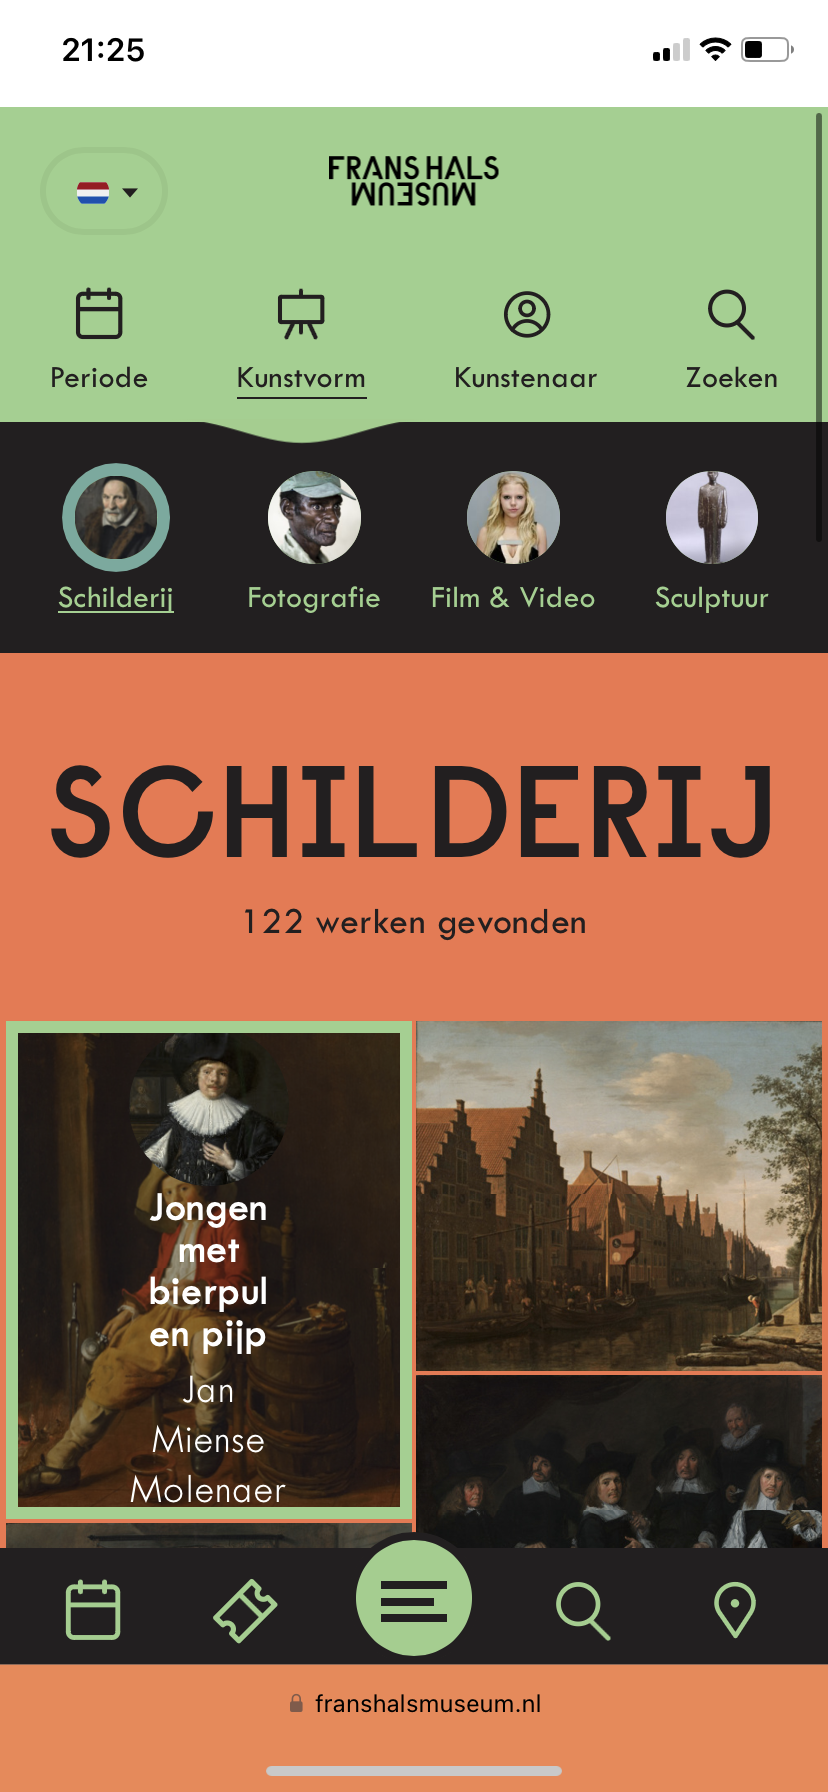 21:25
FRANS HALS
MUSEUM
Periode
Kunstvorm
Kunstenaar
Zoeken
Schilderij
Fotografie
Film & Video
Sculptuur
SCHILDERIJ
122 werken gevonden
Jongen
met
bierpul
en pijp
Jan
Miense
Molenaer
franshalsmuseum.nl